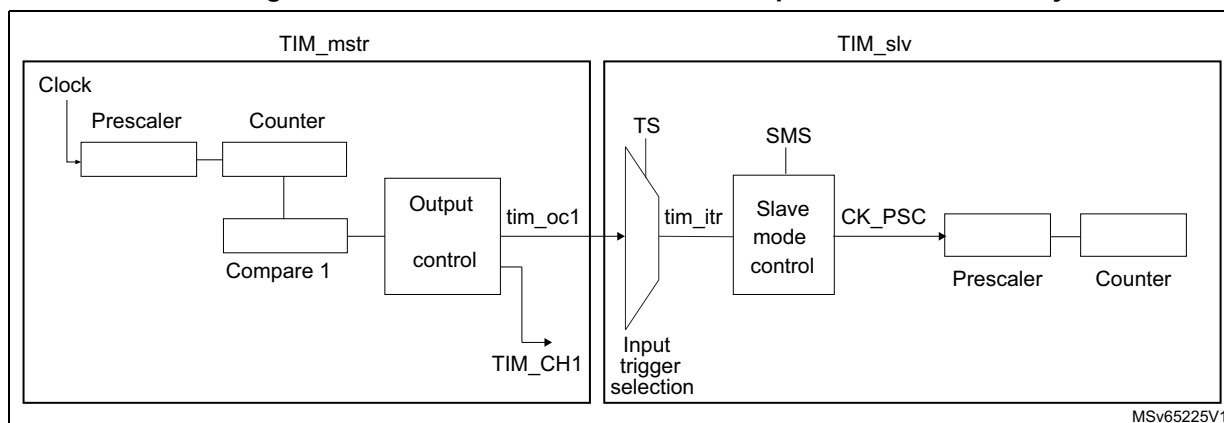 TIM_mstr
TIM_slv
Clock
Prescaler
Counter
Compare 1
Output
control
tim_oc1
TIM_CH1
TS
Input
trigger
selection
tim_itr
SMS
Slave
mode
control
CK_PSC
Prescaler
Counter
MSv65225V1